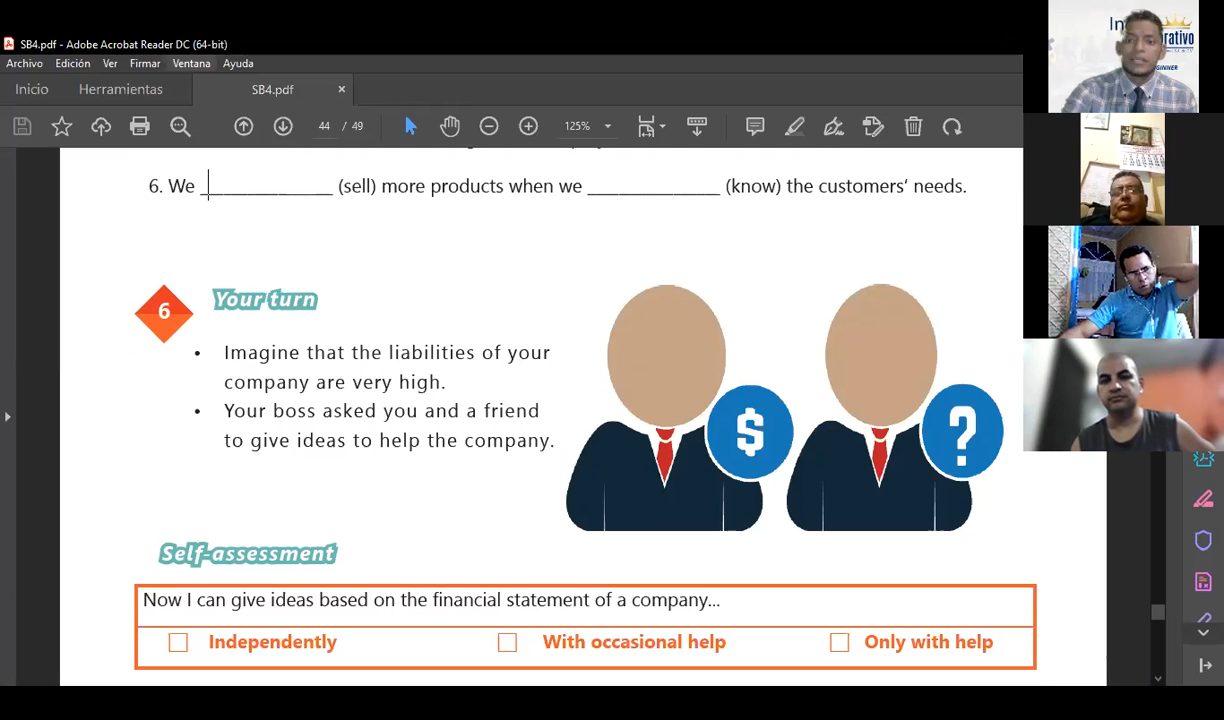 SB4.pdf - Adobe Acrobat Reader DC (64-bit)
Archivo Edición Ver Firmar Ventana Ayuda
Inicio Herramientas SB4.pdf ×
44 / 49 125%
6. We ______________ (sell) more products when we ______________ (know) the customers‘ needs.
6 Your turn
• Imagine that the liabilities of your
company are very high.
• Your boss asked you and a friend
to give ideas to help the company.
$ ?
Self-assessment
Now I can give ideas based on the financial statement of a company...
Independently With occasional help Only with help